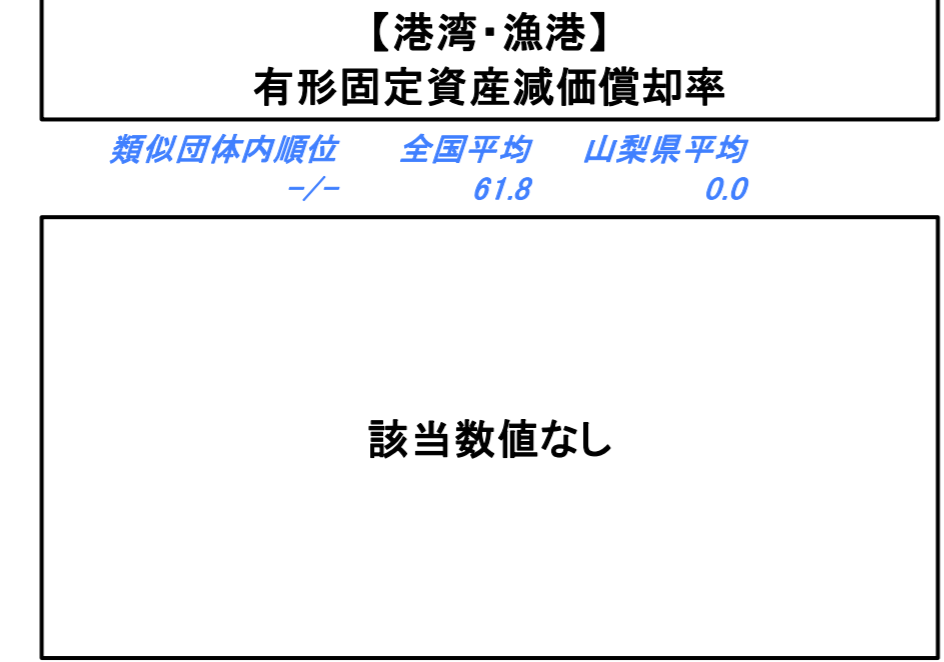 【港湾・漁港】
有形固定資産減価償却率
類似団体内順位 全国平均 山梨県平均
-/- 61.8 0.0
該当数値なし